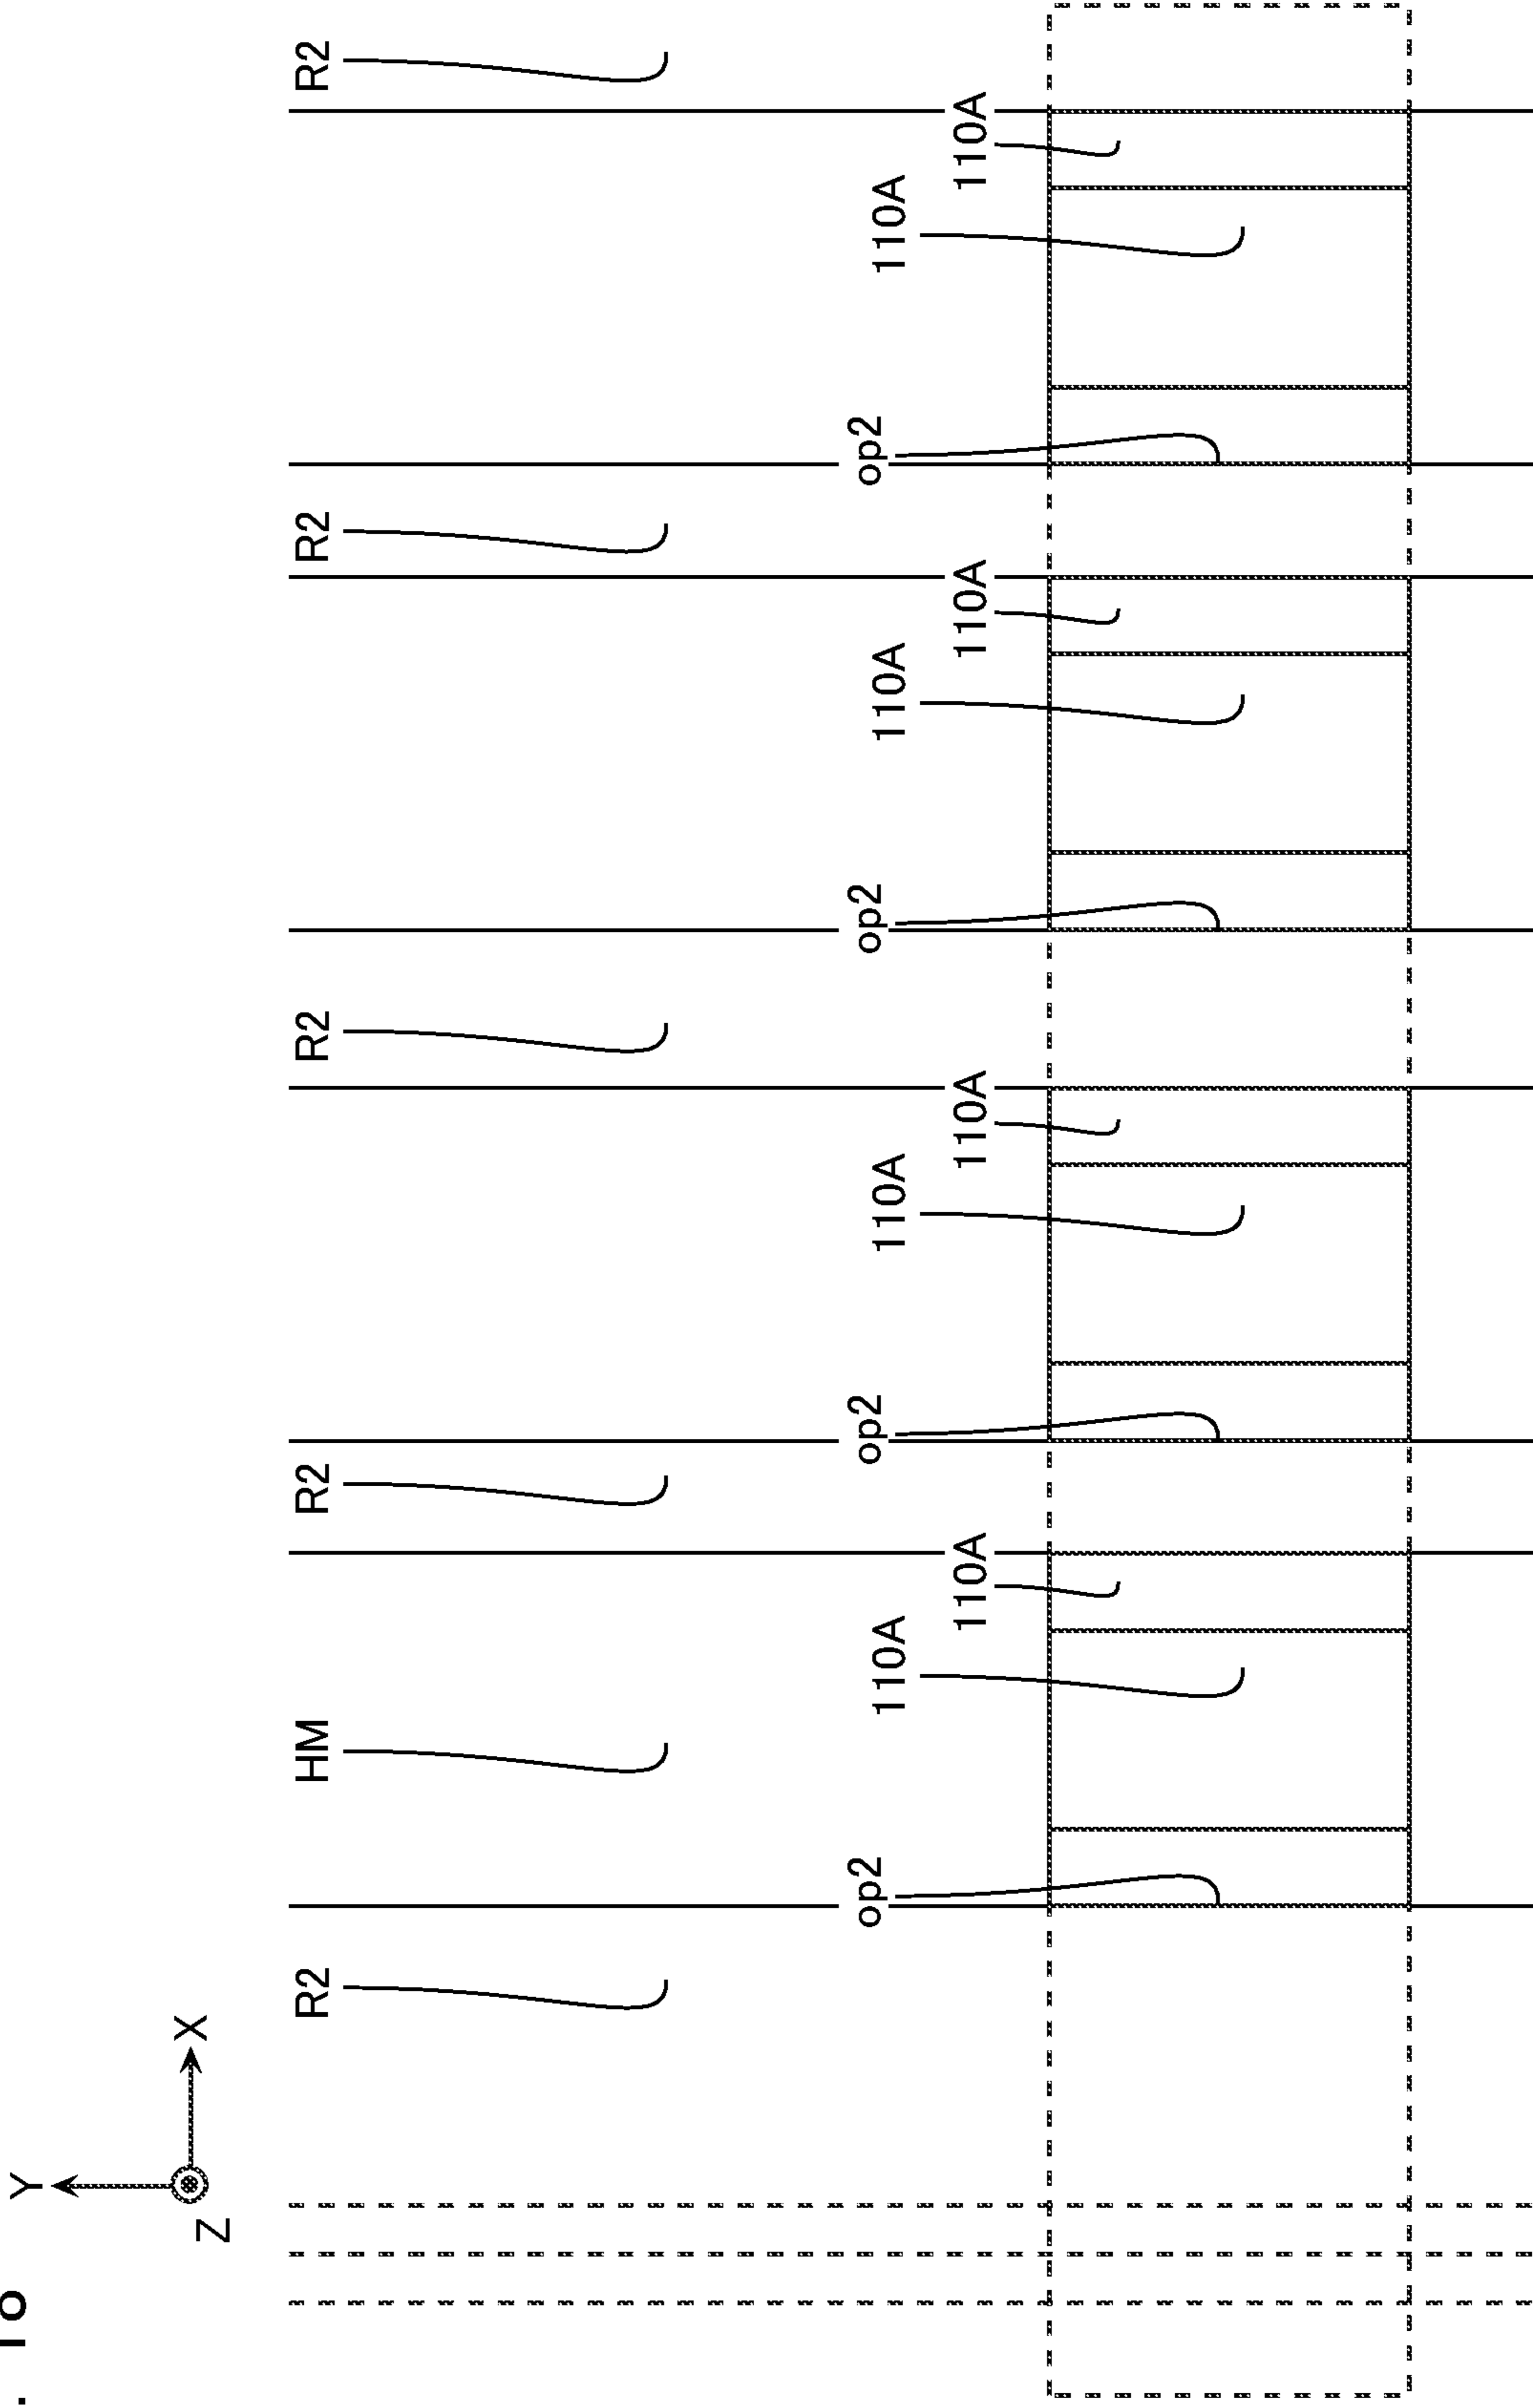 Y
X
Z
R2 HM R2 R2 R2 R2
op2 110A op2 110A op2 110A op2 110A
110A 110A 110A 110A